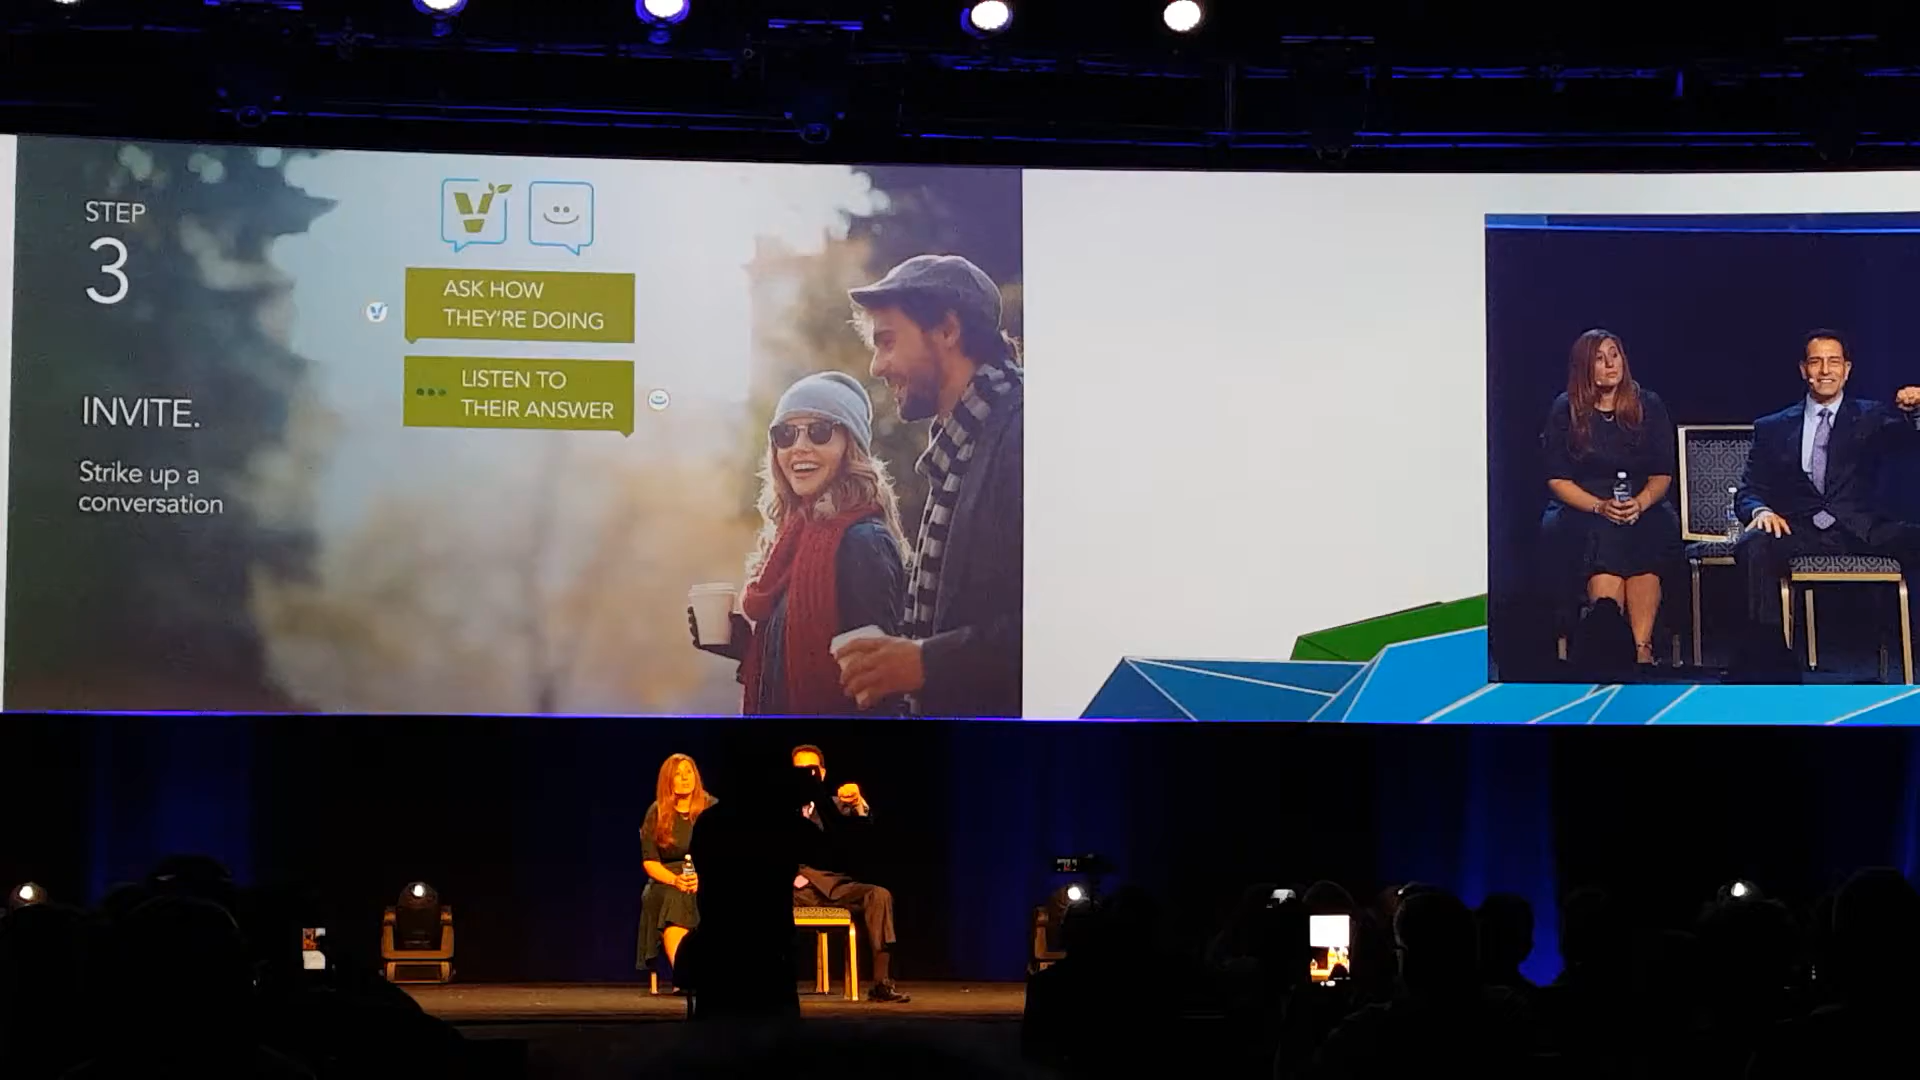 STEP
3
INVITE.
Strike up a
conversation
ASK HOW
THEY'RE DOING
LISTEN TO
THEIR ANSWER